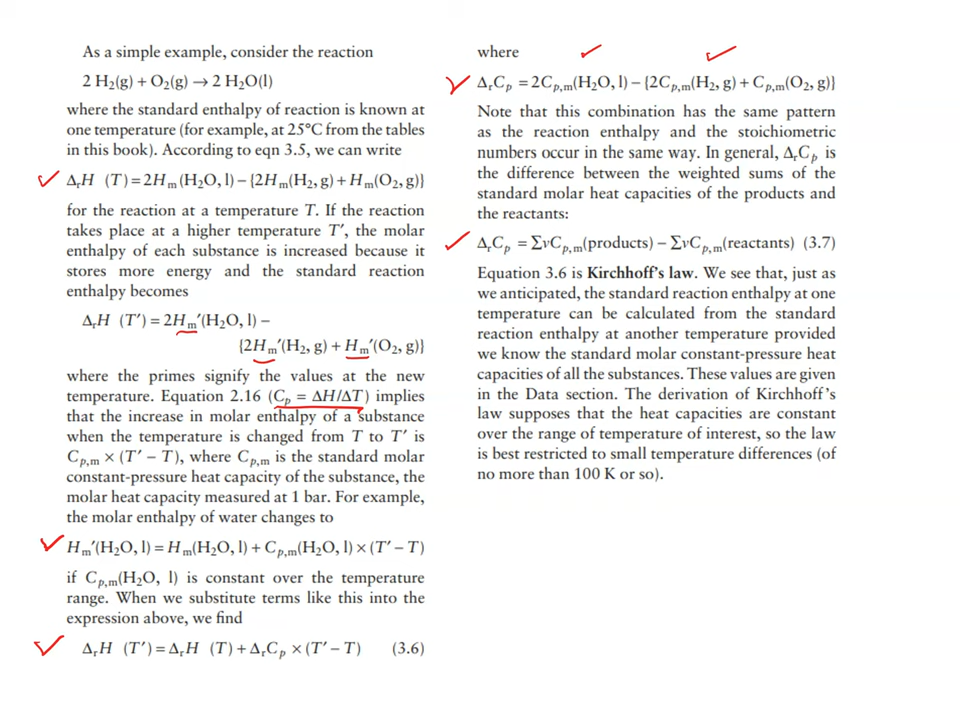 As a simple example, consider the reaction
2 H₂(g) + O₂(g) → 2 H₂O(l)
where the standard enthalpy of reaction is known at
one temperature (for example, at 25°C from the tables
in this book). According to eqn 3.5, we can write
ΔᵣH (T) = 2Hₘ(H₂O, l) – {2Hₘ(H₂, g) + Hₘ(O₂, g)}
for the reaction at a temperature T. If the reaction
takes place at a higher temperature T′, the molar
enthalpy of each substance is increased because it
stores more energy and the standard reaction
enthalpy becomes
ΔᵣH (T′) = 2Hₘ′(H₂O, l) –
{2Hₘ′(H₂, g) + Hₘ′(O₂, g)}
where the primes signify the values at the new
temperature. Equation 2.16 (Cₚ = ΔH/ΔT) implies
that the increase in molar enthalpy of a substance
when the temperature is changed from T to T′ is
Cₚ,ₘ × (T′ – T), where Cₚ,ₘ is the standard molar
constant-pressure heat capacity of the substance, the
molar heat capacity measured at 1 bar. For example,
the molar enthalpy of water changes to
Hₘ′(H₂O, l) = Hₘ(H₂O, l) + Cₚ,ₘ(H₂O, l) × (T′ – T)
if Cₚ,ₘ(H₂O, l) is constant over the temperature
range. When we substitute terms like this into the
expression above, we find
ΔᵣH (T′) = ΔᵣH (T) + ΔᵣCₚ × (T′ – T) (3.6)
where
ΔᵣCₚ = 2Cₚ,ₘ(H₂O, l) – {2Cₚ,ₘ(H₂, g) + Cₚ,ₘ(O₂, g)}
Note that this combination has the same pattern
as the reaction enthalpy and the stoichiometric
numbers occur in the same way. In general, ΔᵣCₚ is
the difference between the weighted sums of the
standard molar heat capacities of the products and
the reactants:
ΔᵣCₚ = ΣνCₚ,ₘ(products) – ΣνCₚ,ₘ(reactants) (3.7)
Equation 3.6 is Kirchhoff's law. We see that, just as
we anticipated, the standard reaction enthalpy at one
temperature can be calculated from the standard
reaction enthalpy at another temperature provided
we know the standard molar constant-pressure heat
capacities of all the substances. These values are given
in the Data section. The derivation of Kirchhoff's
law supposes that the heat capacities are constant
over the range of temperature of interest, so the law
is best restricted to small temperature differences (of
no more than 100 K or so).